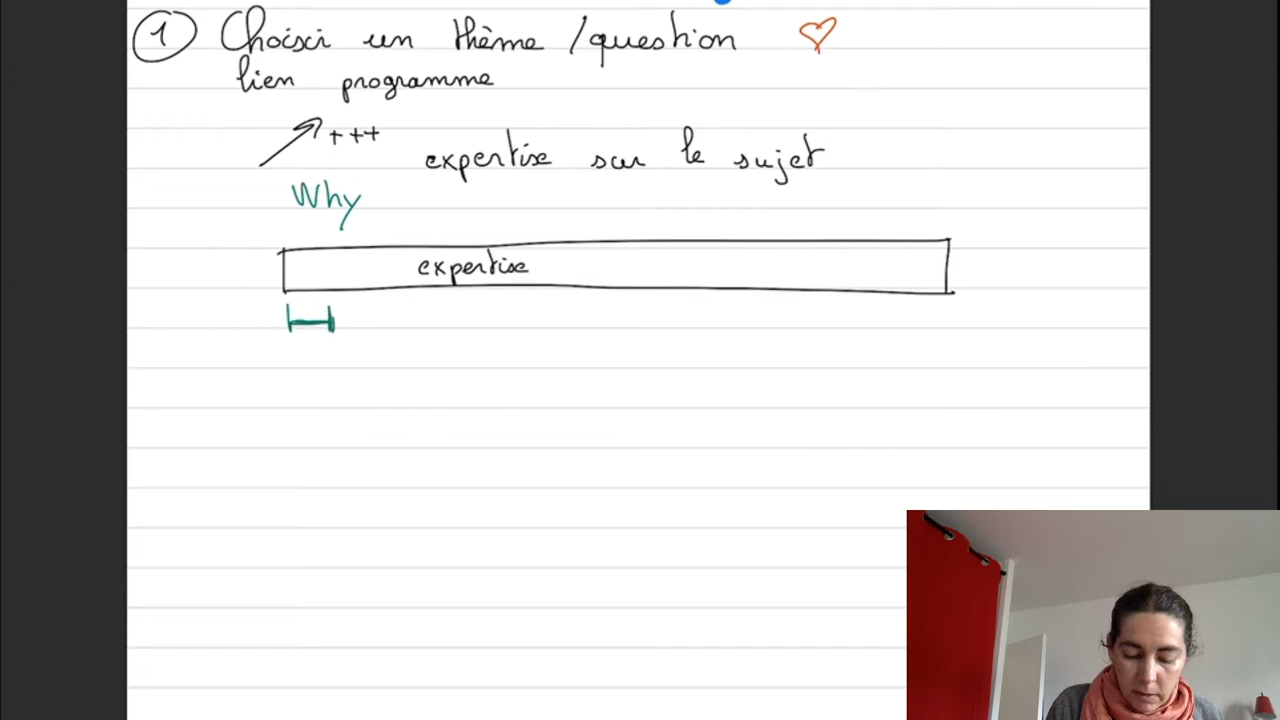 1 Choisir un thème / question
lien programme
+++ expertise sur le sujet
Why
expertise